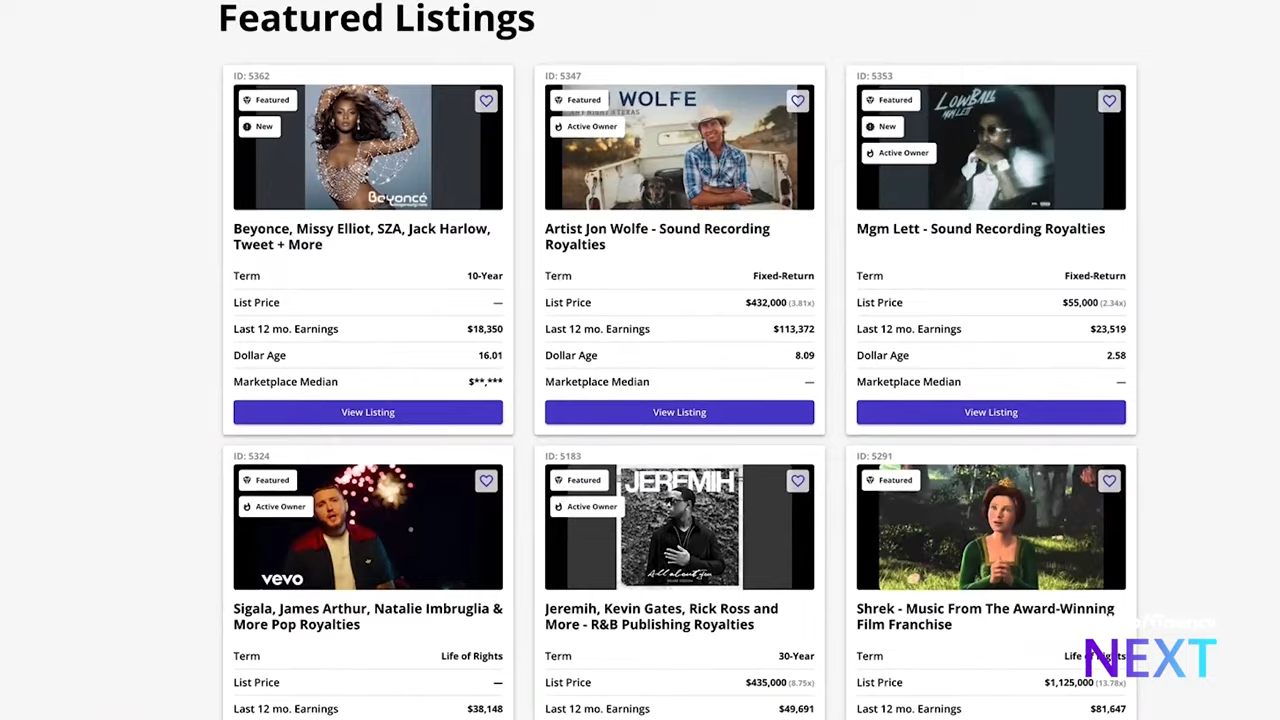 Featured Listings
ID: 5362
Featured
New
Beyoncé
Beyonce, Missy Elliot, SZA, Jack Harlow,
Tweet + More
Term 10-Year
List Price —
Last 12 mo. Earnings $18,350
Dollar Age 16.01
Marketplace Median $**,***
View Listing
ID: 5347
Featured
WOLFE
Active Owner
Artist Jon Wolfe - Sound Recording
Royalties
Term Fixed-Return
List Price $432,000 (3.81x)
Last 12 mo. Earnings $113,372
Dollar Age 8.09
Marketplace Median —
View Listing
ID: 5353
Featured
New
Active Owner
LOWBALL
MGM LETT
Mgm Lett - Sound Recording Royalties
Term Fixed-Return
List Price $55,000 (2.34x)
Last 12 mo. Earnings $23,519
Dollar Age 2.58
Marketplace Median —
View Listing
ID: 5324
Featured
Active Owner
vevo
Sigala, James Arthur, Natalie Imbruglia &
More Pop Royalties
Term Life of Rights
List Price —
Last 12 mo. Earnings $38,148
ID: 5183
Featured
Active Owner
JEREMIH
All about you
Jeremih, Kevin Gates, Rick Ross and
More - R&B Publishing Royalties
Term 30-Year
List Price $435,000 (8.75x)
Last 12 mo. Earnings $49,691
ID: 5291
Featured
Shrek - Music From The Award-Winning
Film Franchise
Term Life of Rights
List Price $1,125,000 (13.78x)
Last 12 mo. Earnings $81,647
NEXT